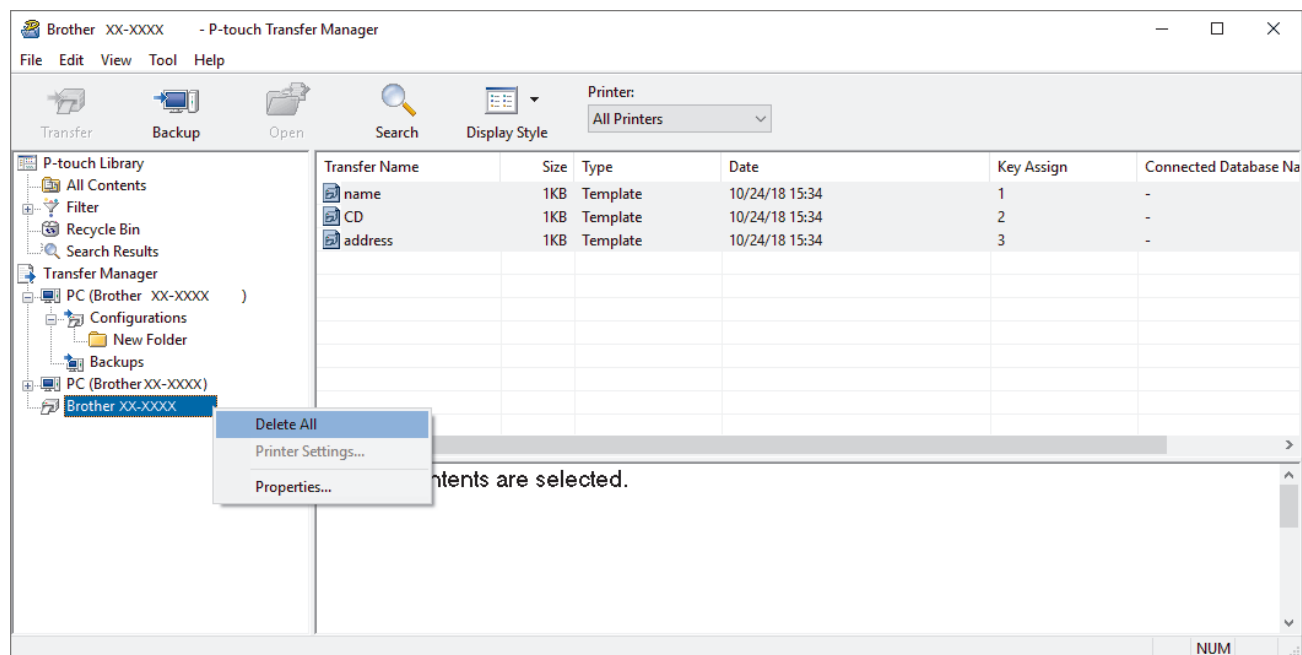 Brother XX-XXXX - P-touch Transfer Manager
File Edit View Tool Help
Transfer Backup Open Search Display Style
Printer:
All Printers
P-touch Library
All Contents
Filter
Recycle Bin
Search Results
Transfer Manager
PC (Brother XX-XXXX )
Configurations
New Folder
Backups
PC (Brother XX-XXXX)
Brother XX-XXXX
Delete All
Printer Settings...
Properties...
Transfer Name Size Type Date Key Assign Connected Database Na
name 1KB Template 10/24/18 15:34 1 -
CD 1KB Template 10/24/18 15:34 2 -
address 1KB Template 10/24/18 15:34 3 -
ntents are selected.
NUM